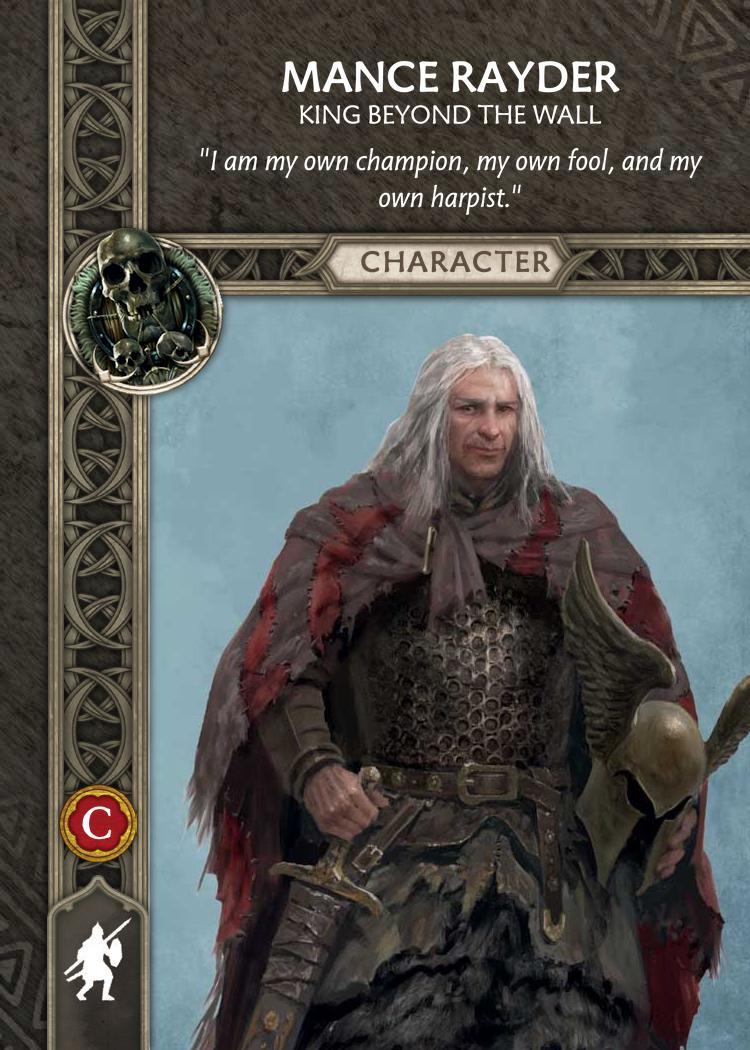 MANCE RAYDER
KING BEYOND THE WALL
"I am my own champion, my own fool, and my
own harpist."
CHARACTER
C